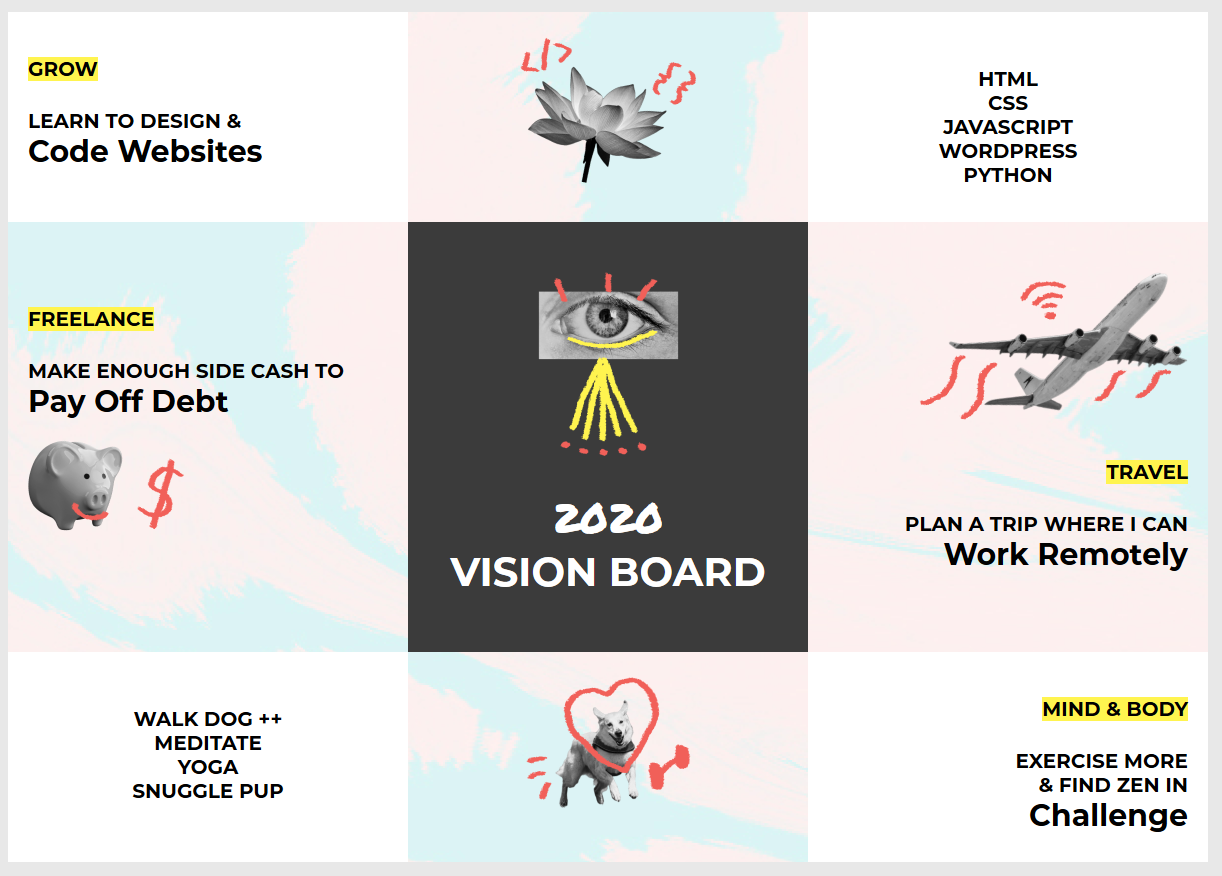 GROW
LEARN TO DESIGN &
Code Websites
</>
{ }
HTML
CSS
JAVASCRIPT
WORDPRESS
PYTHON
FREELANCE
MAKE ENOUGH SIDE CASH TO
Pay Off Debt
$
2020
VISION BOARD
TRAVEL
PLAN A TRIP WHERE I CAN
Work Remotely
WALK DOG ++
MEDITATE
YOGA
SNUGGLE PUP
MIND & BODY
EXERCISE MORE
& FIND ZEN IN
Challenge